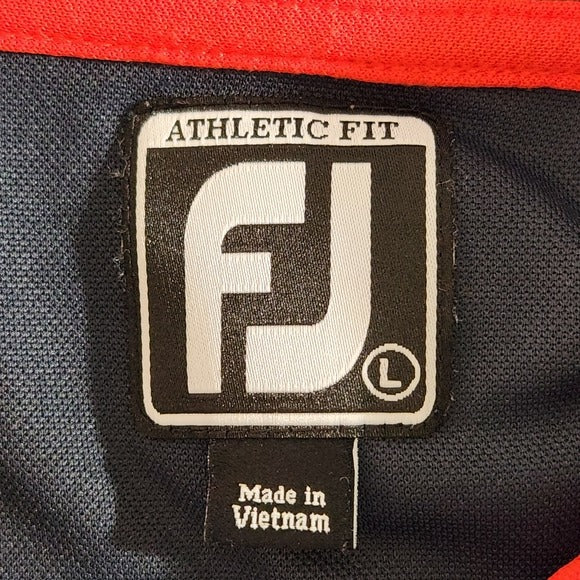 ATHLETIC FIT
FJ
L
Made in
Vietnam